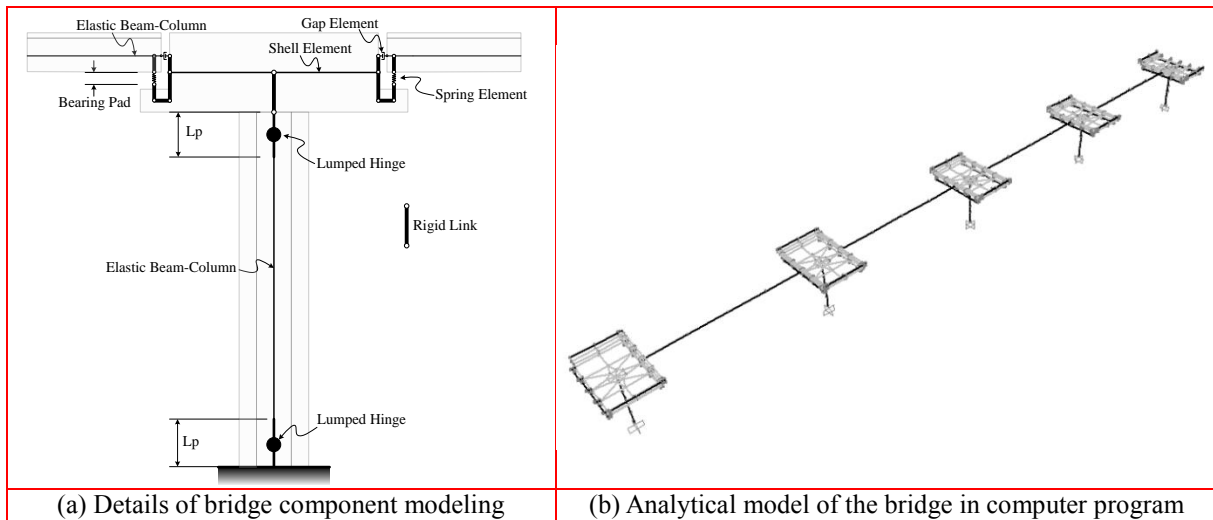 Elastic Beam-Column
Gap Element
Shell Element
Bearing Pad
Spring Element
Lp
Lumped Hinge
Rigid Link
Elastic Beam-Column
Lumped Hinge
Lp
(a) Details of bridge component modeling
(b) Analytical model of the bridge in computer program